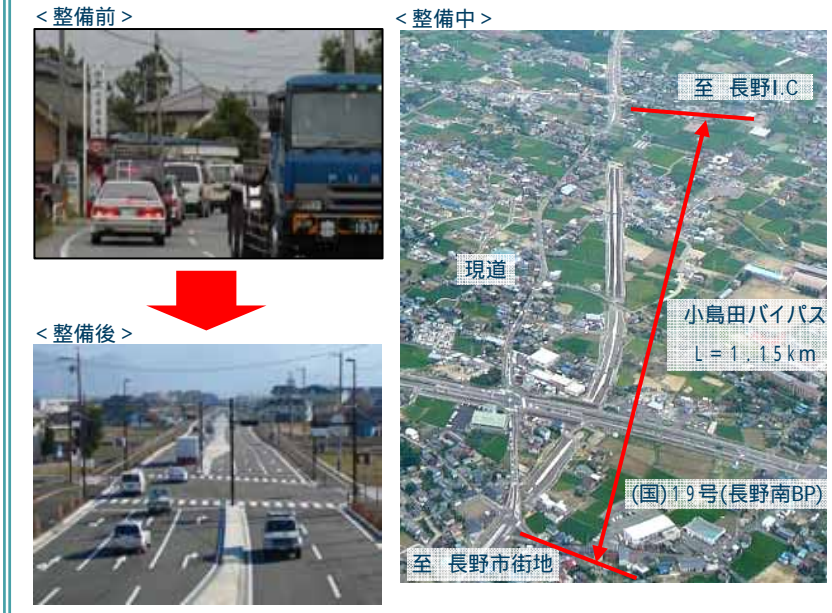 <整備前>
<整備中>
至 長野I.C
現道
小島田バイパス
L=1,15km
<整備後>
(国)19号(長野南BP)
至 長野市街地